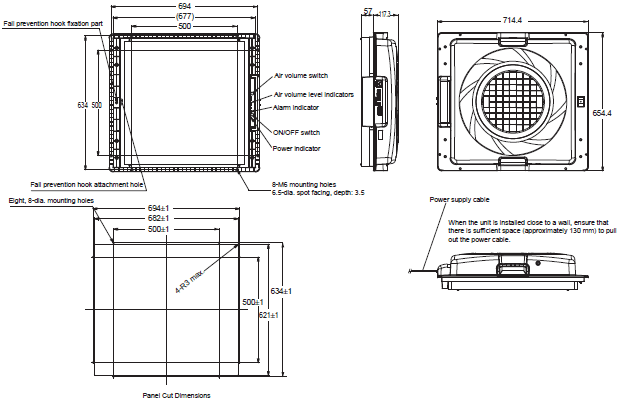 694
(677)
500
Fall prevention hook fixation part
634 500
Air volume switch
Air volume level indicators
Alarm indicator
ON/OFF switch
Power indicator
Fall prevention hook attachment hole
8-M6 mounting holes
6.5-dia. spot facing, depth: 3.5
57
117.3
714.4
654.4
Eight, 8-dia. mounting holes
694±1
682±1
500±1
4-R3 max.
500±1
621±1
634±1
Panel Cut Dimensions
Power supply cable
When the unit is installed close to a wall, ensure that
there is sufficient space (approximately 130 mm) to pull
out the power cable.